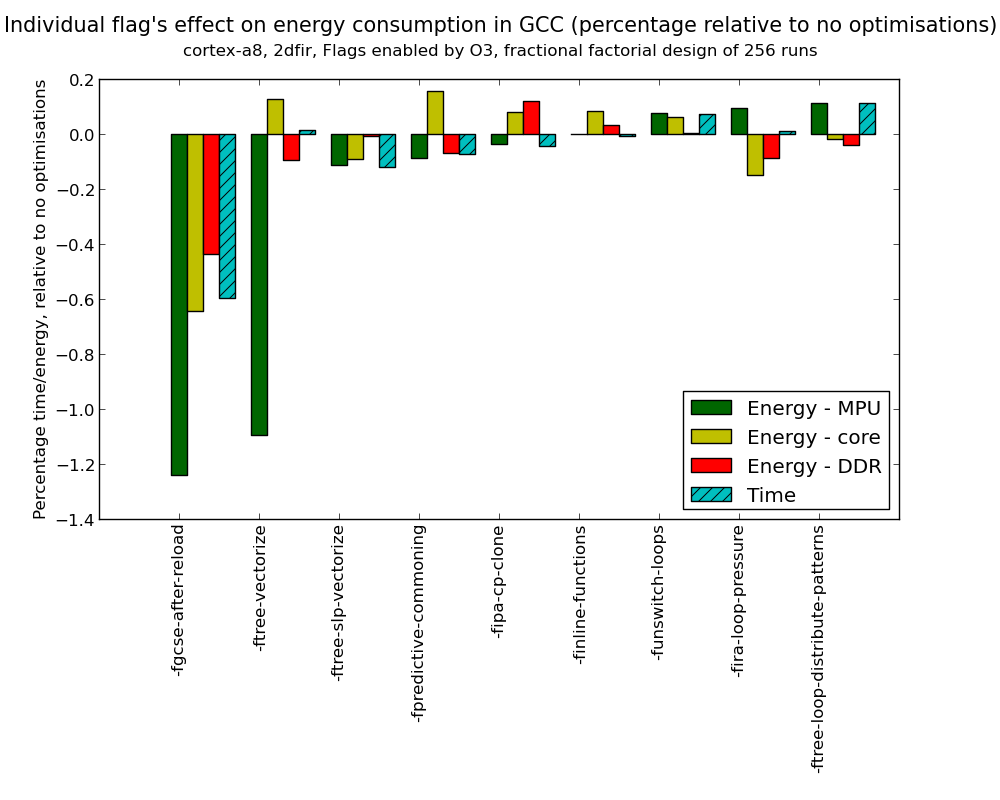 Individual flag's effect on energy consumption in GCC (percentage relative to no optimisations)
cortex-a8, 2dfir, Flags enabled by O3, fractional factorial design of 256 runs
Percentage time/energy, relative to no optimisations
0.2
0.0
−0.2
−0.4
−0.6
−0.8
−1.0
−1.2
−1.4
Energy - MPU
Energy - core
Energy - DDR
Time
-fgcse-after-reload
-ftree-vectorize
-ftree-slp-vectorize
-fpredictive-commoning
-fipa-cp-clone
-finline-functions
-funswitch-loops
-fira-loop-pressure
-ftree-loop-distribute-patterns